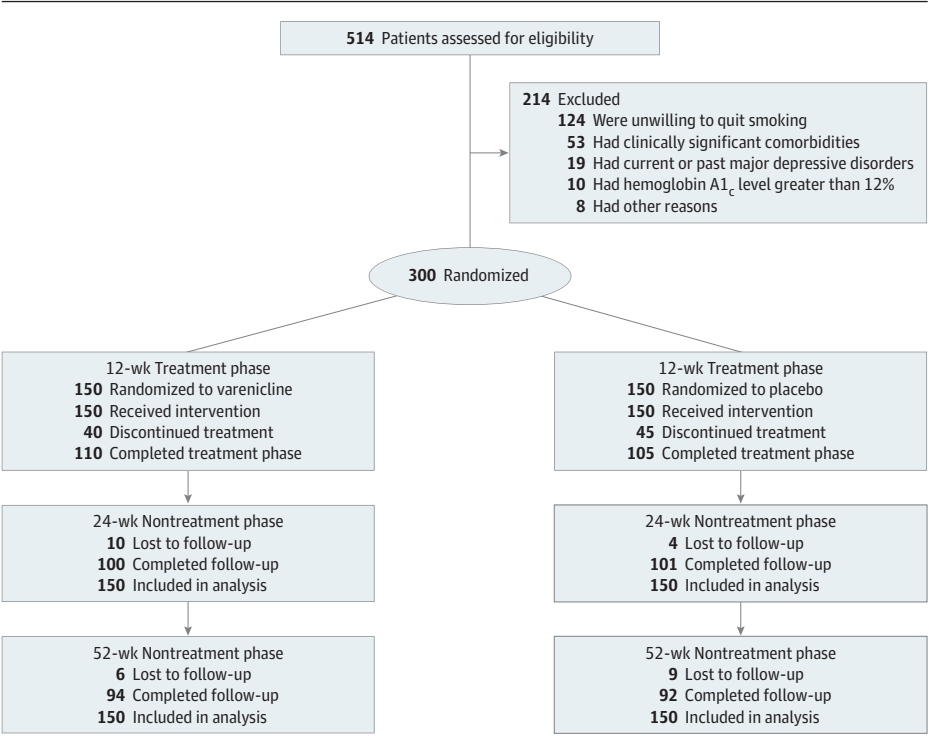 514 Patients assessed for eligibility
214 Excluded
124 Were unwilling to quit smoking
53 Had clinically significant comorbidities
19 Had current or past major depressive disorders
10 Had hemoglobin A1c level greater than 12%
8 Had other reasons
300 Randomized
12-wk Treatment phase
150 Randomized to varenicline
150 Received intervention
40 Discontinued treatment
110 Completed treatment phase
12-wk Treatment phase
150 Randomized to placebo
150 Received intervention
45 Discontinued treatment
105 Completed treatment phase
24-wk Nontreatment phase
10 Lost to follow-up
100 Completed follow-up
150 Included in analysis
24-wk Nontreatment phase
4 Lost to follow-up
101 Completed follow-up
150 Included in analysis
52-wk Nontreatment phase
6 Lost to follow-up
94 Completed follow-up
150 Included in analysis
52-wk Nontreatment phase
9 Lost to follow-up
92 Completed follow-up
150 Included in analysis